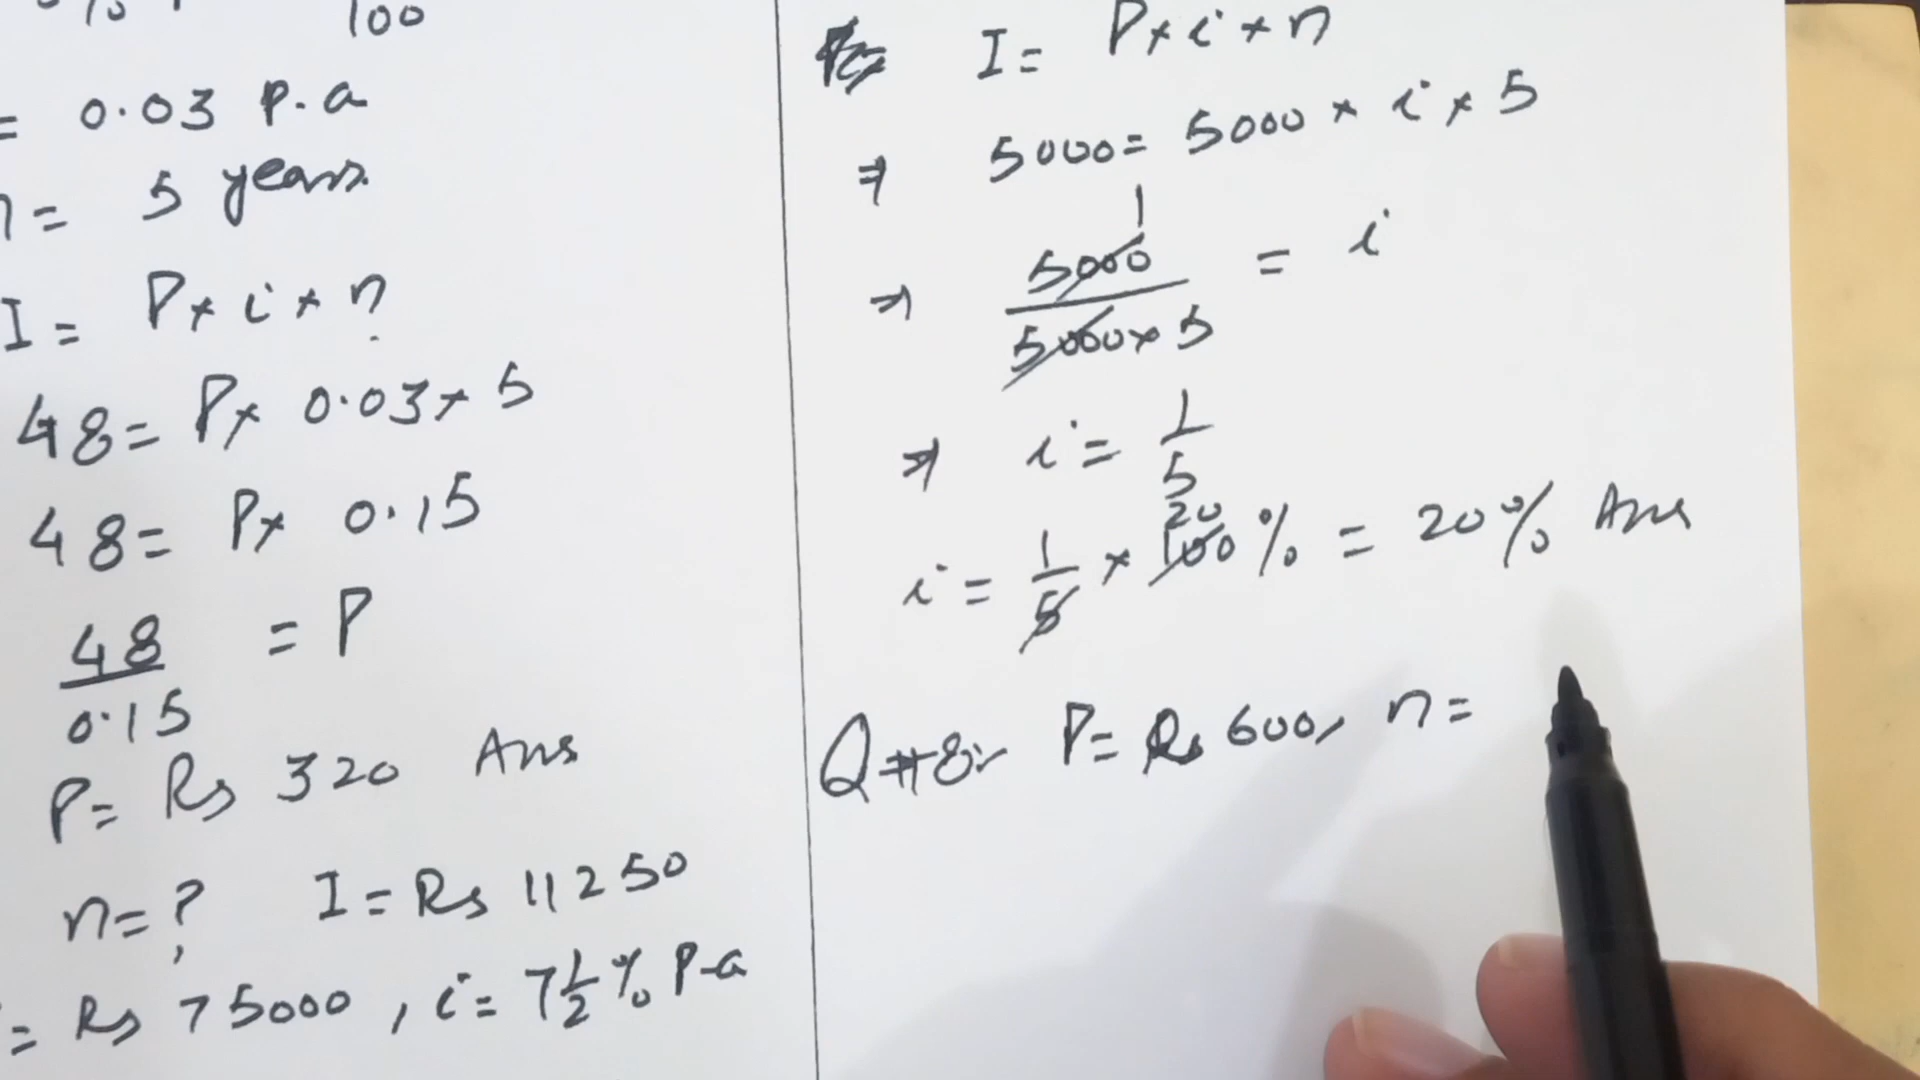 100
= 0.03 P.a
n = 5 years.
I = P × i × n
48 = P × 0.03 × 5
48 = P × 0.15
48/0.15 = P
P = Rs 320 Ans
n = ? I = Rs 11250
= Rs 75000, i = 7 1/2 % P-a
I = P × i × n
⇒ 5000 = 5000 × i × 5
1
⇒ 5000/5000×5 = i
⇒ i = 1/5
20
i = 1/5 × 100% = 20% Ans
Q#8:- P = Rs 600, n =